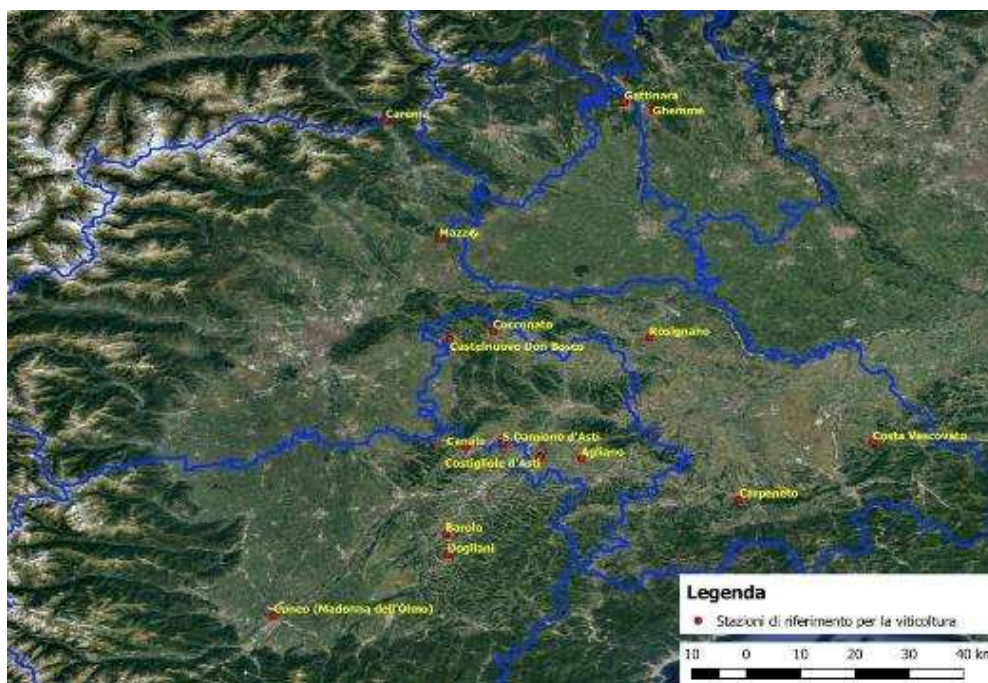 Gattinara
Ghemme
Carema
Cocconato
Rosignano
Castelnuovo Don Bosco
Canale
S.Damiano d'Asti
Costa Vescovato
Costigliole d'Asti
Agliano
Carpeneto
Barolo
Dogliani
Cuneo (Madonna dell'Olmo)
Legenda
Stazioni di riferimento per la viticoltura
10 0 10 20 30 40 km